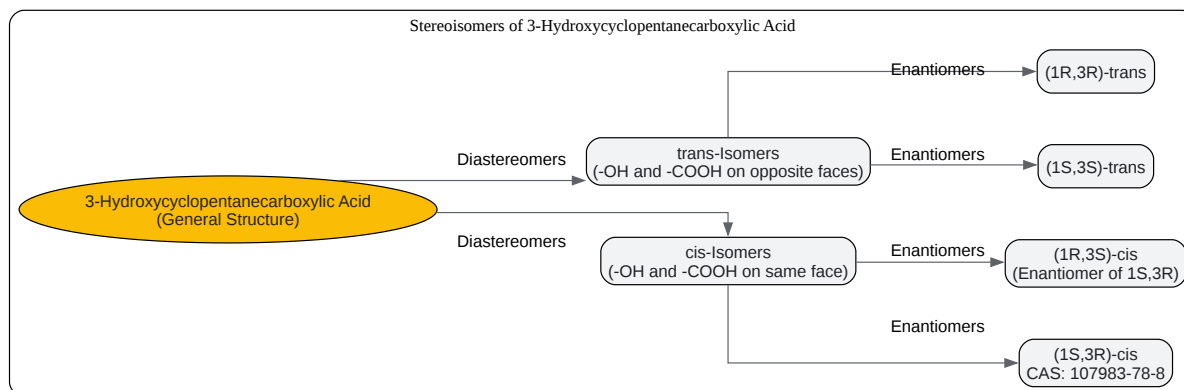 Stereoisomers of 3-Hydroxycyclopentanecarboxylic Acid
Enantiomers
(1R,3R)-trans
Diastereomers
trans-Isomers
(-OH and -COOH on opposite faces)
Enantiomers
(1S,3S)-trans
3-Hydroxycyclopentanecarboxylic Acid
(General Structure)
Diastereomers
cis-Isomers
(-OH and -COOH on same face)
Enantiomers
(1R,3S)-cis
(Enantiomer of 1S,3R)
Enantiomers
(1S,3R)-cis
CAS: 107983-78-8